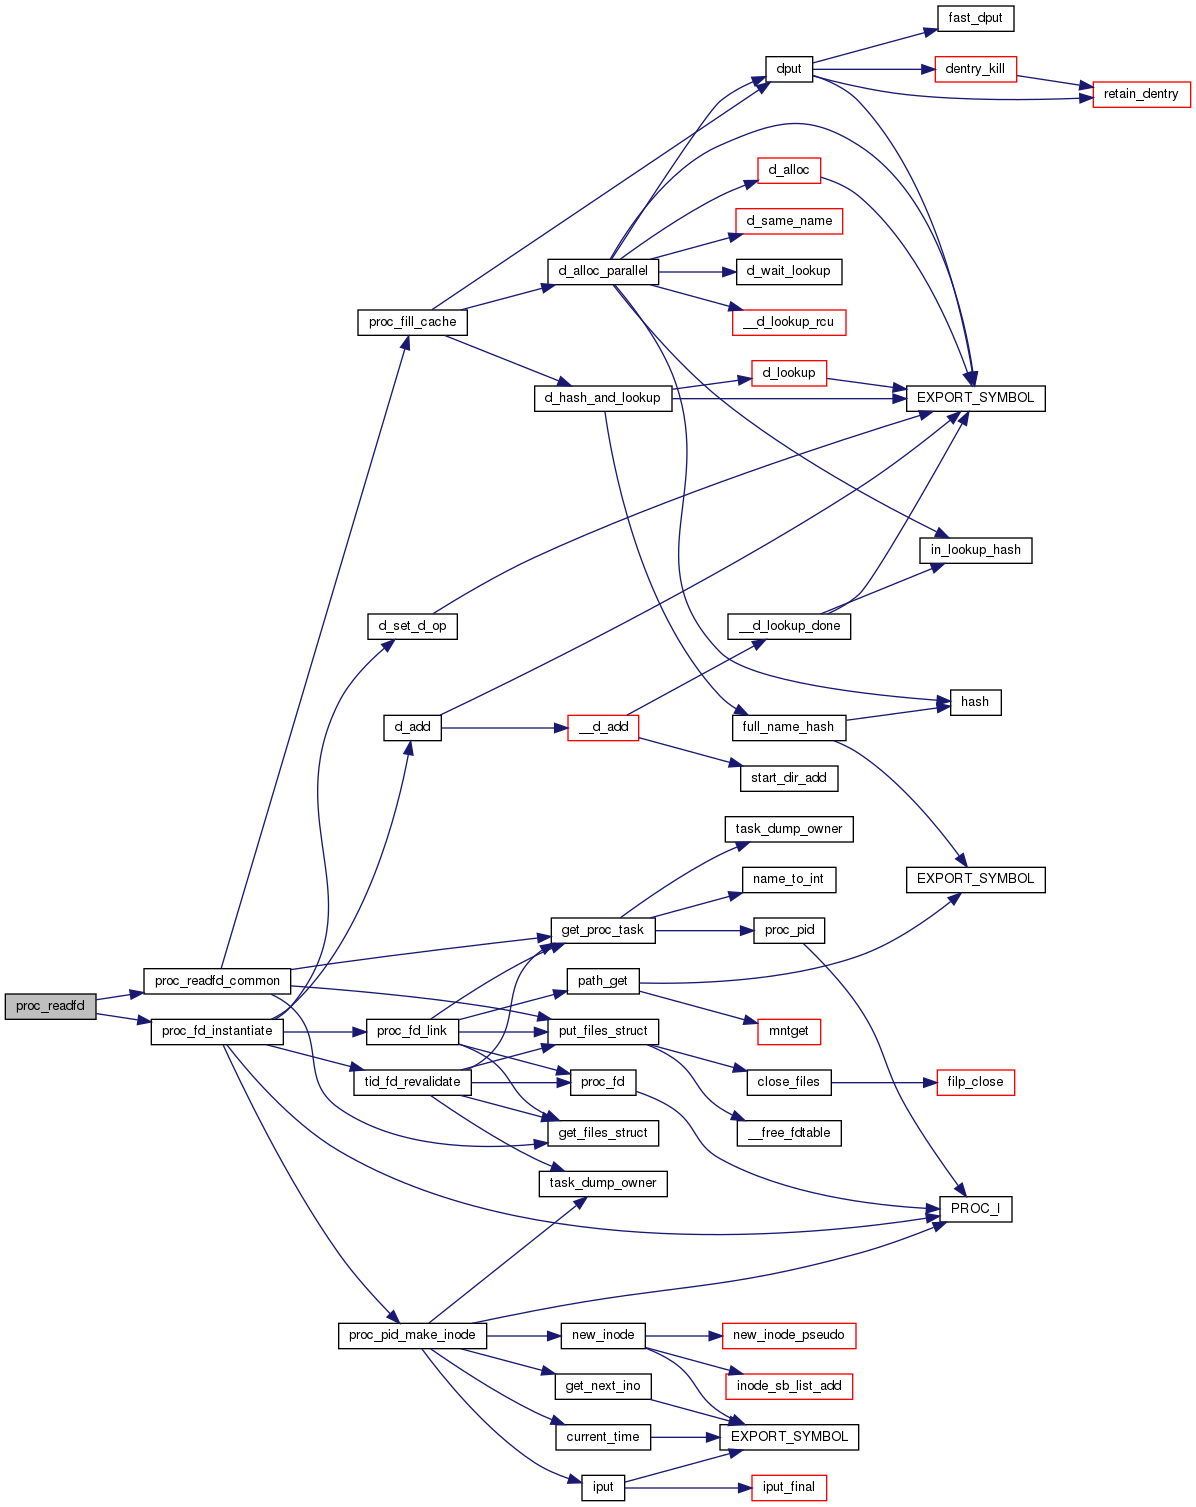 fast_dput
dput
dentry_kill
retain_dentry
d_alloc
d_same_name
d_alloc_parallel
d_wait_lookup
proc_fill_cache
__d_lookup_rcu
d_lookup
d_hash_and_lookup
EXPORT_SYMBOL
in_lookup_hash
d_set_d_op
__d_lookup_done
hash
d_add
__d_add
full_name_hash
start_dir_add
task_dump_owner
name_to_int
EXPORT_SYMBOL
get_proc_task
proc_pid
proc_readfd_common
path_get
proc_readfd
proc_fd_instantiate
proc_fd_link
put_files_struct
mntget
tid_fd_revalidate
proc_fd
close_files
filp_close
get_files_struct
__free_fdtable
task_dump_owner
PROC_I
proc_pid_make_inode
new_inode
new_inode_pseudo
get_next_ino
inode_sb_list_add
current_time
EXPORT_SYMBOL
iput
iput_final